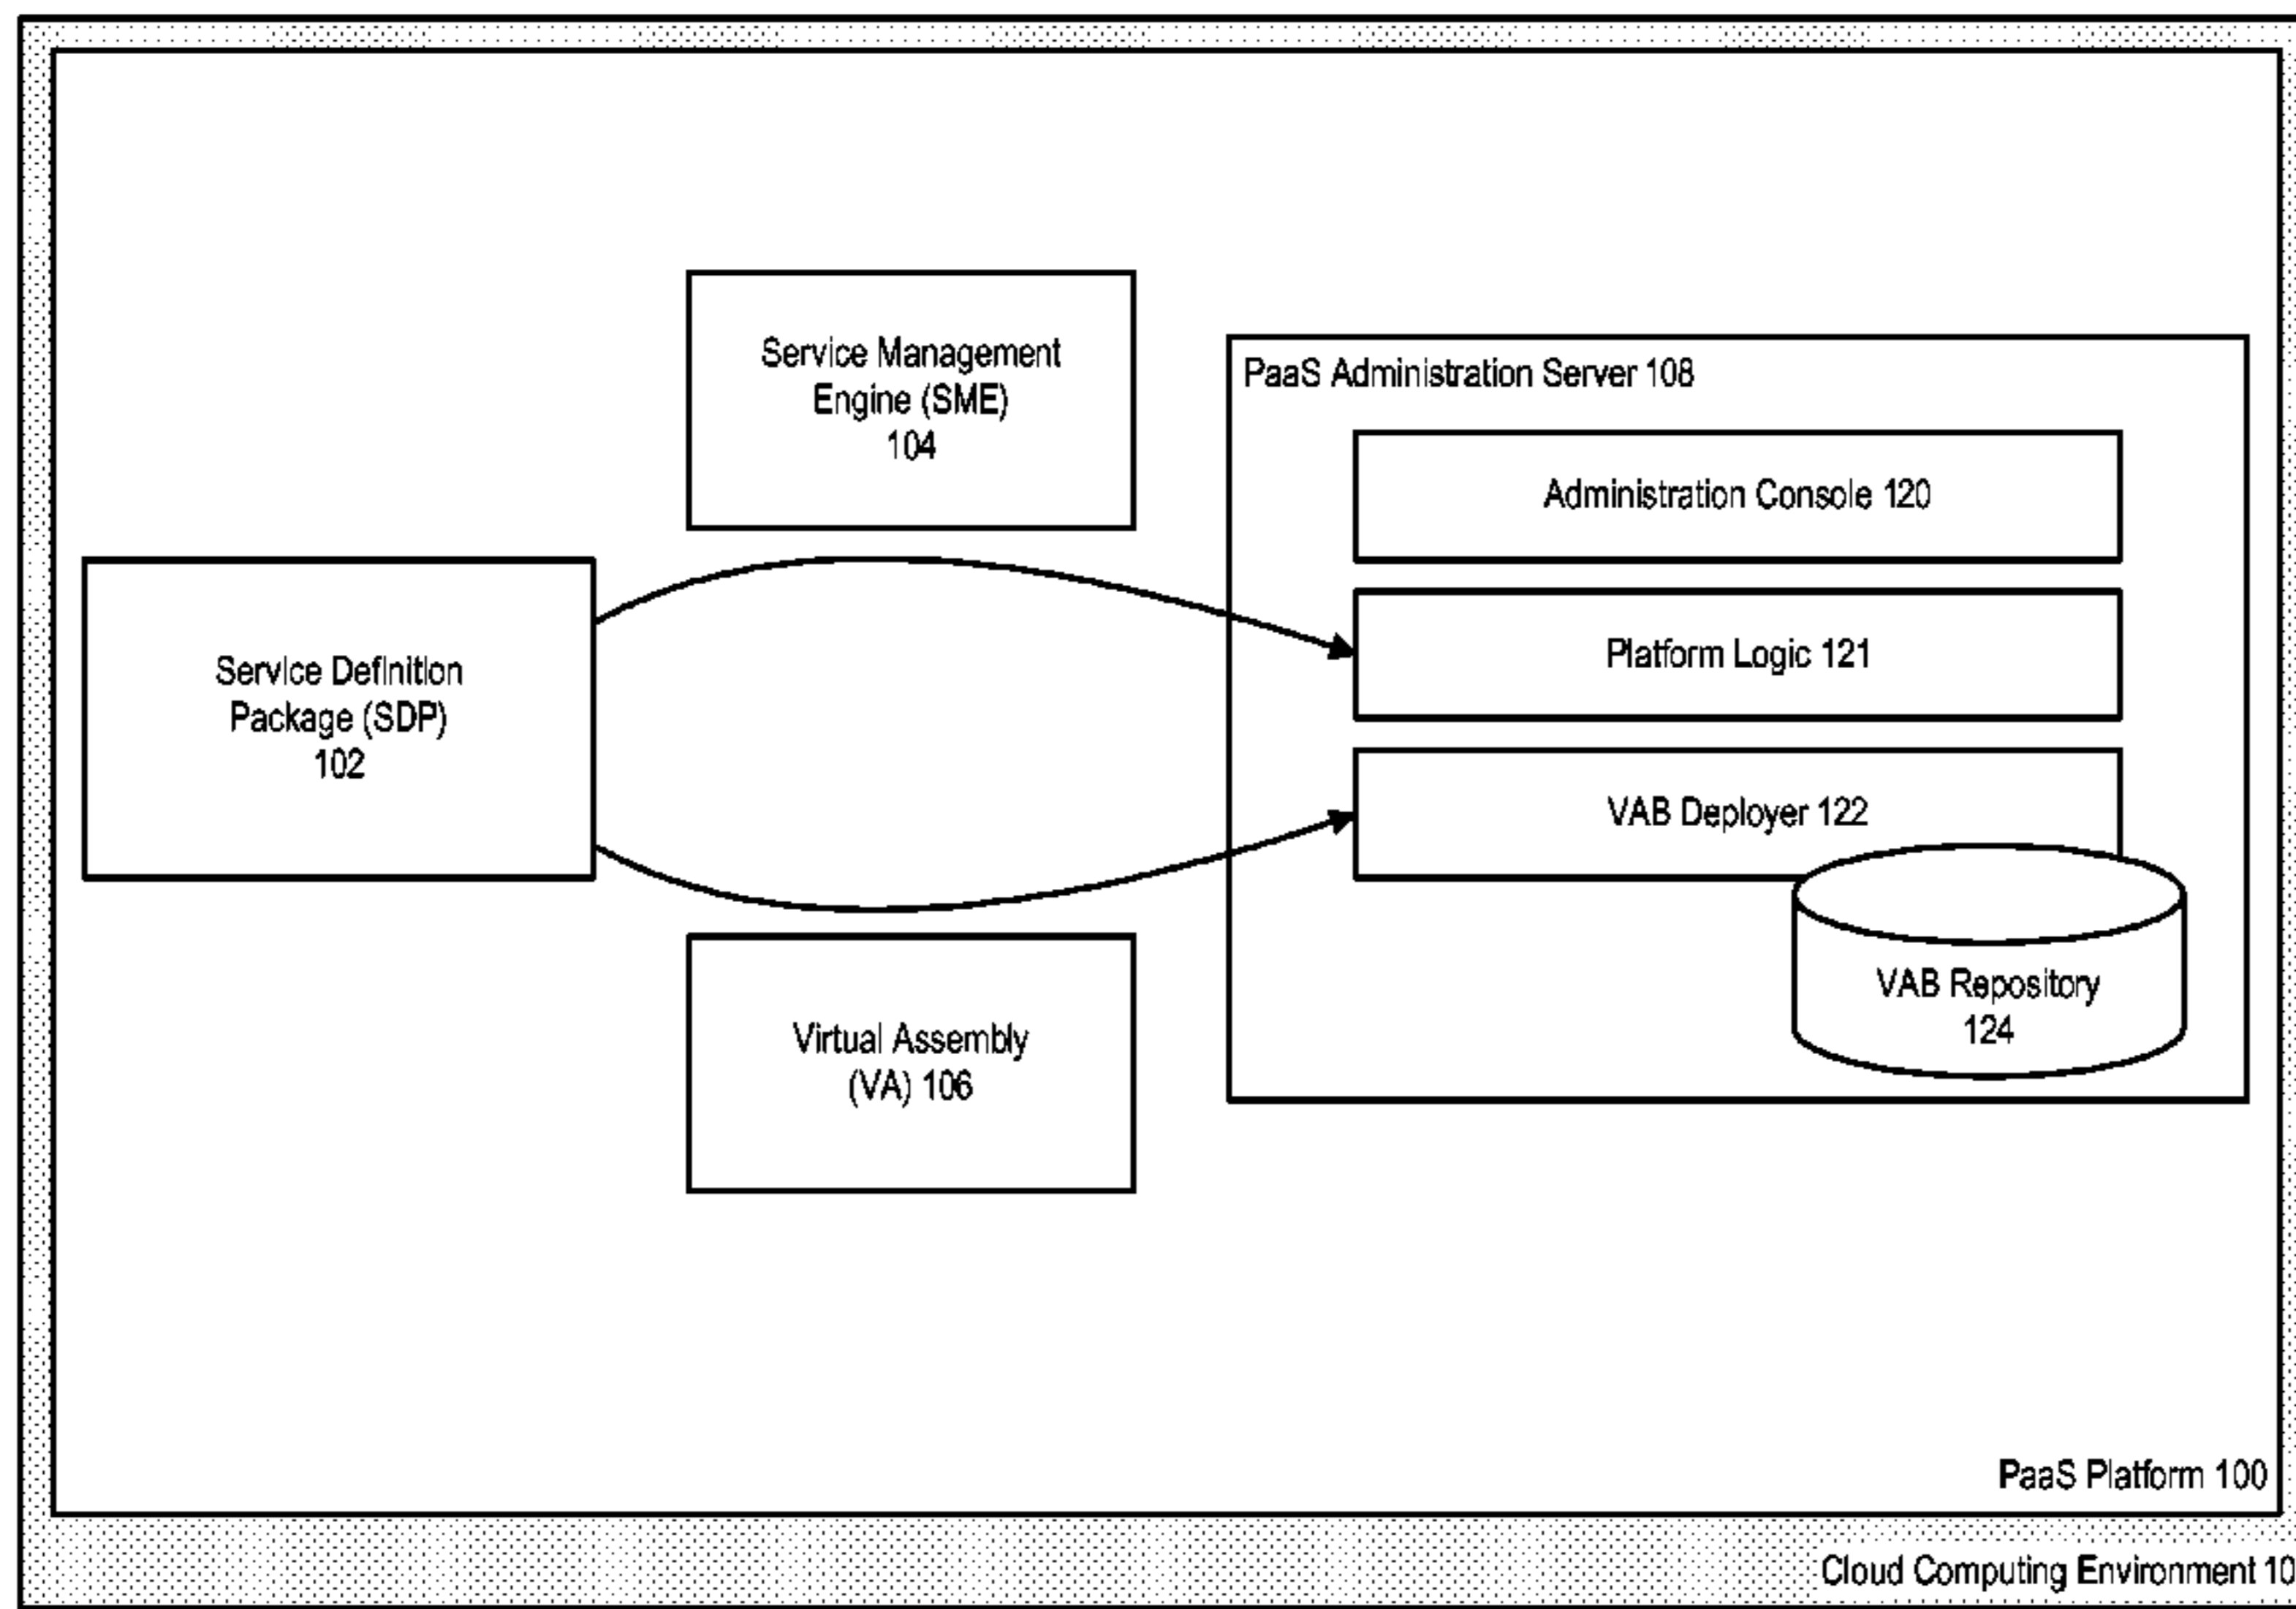 Service Management
Engine (SME)
104
PaaS Administration Server 108
Administration Console 120
Service Definition
Package (SDP)
102
Platform Logic 121
VAB Deployer 122
VAB Repository
124
Virtual Assembly
(VA) 106
PaaS Platform 100
Cloud Computing Environment 10